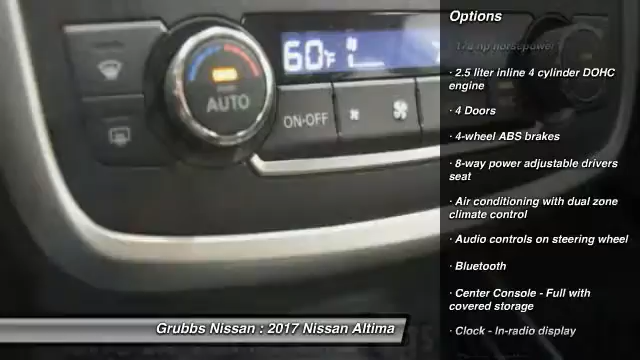 Options
hp horsepower
· 2.5 liter inline 4 cylinder DOHC
engine
· 4 Doors
· 4-wheel ABS brakes
· 8-way power adjustable drivers
seat
· Air conditioning with dual zone
climate control
· Audio controls on steering wheel
· Bluetooth
· Center Console - Full with
covered storage
· Clock - In-radio display
60°F
AUTO
ON-OFF
Grubbs Nissan : 2017 Nissan Altima